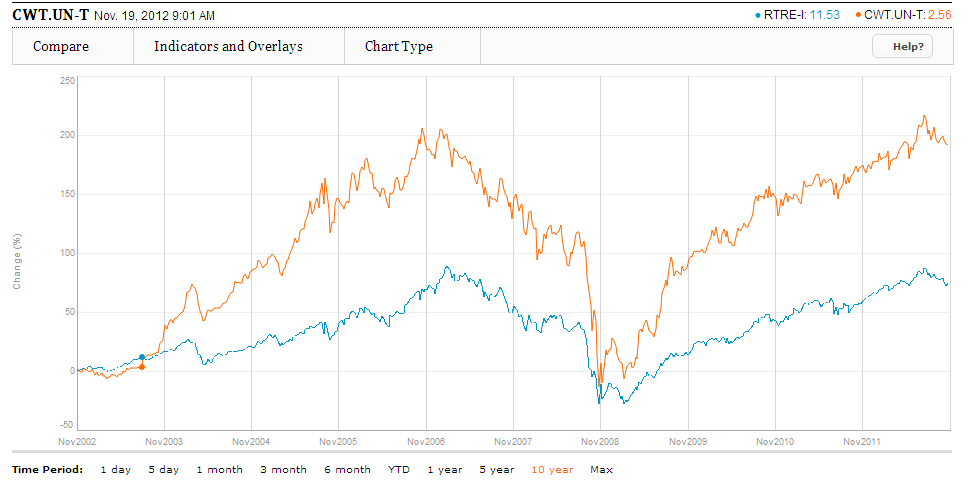 CWT.UN-T Nov. 19, 2012 9:01 AM RTRE-I: 11.53 CWT.UN-T: 2.56
Compare Indicators and Overlays Chart Type Help?
250
200
150
100
50
0
-50
Change (%)
Nov2002 Nov2003 Nov2004 Nov2005 Nov2006 Nov2007 Nov2008 Nov2009 Nov2010 Nov2011
Time Period: 1 day 5 day 1 month 3 month 6 month YTD 1 year 5 year 10 year Max